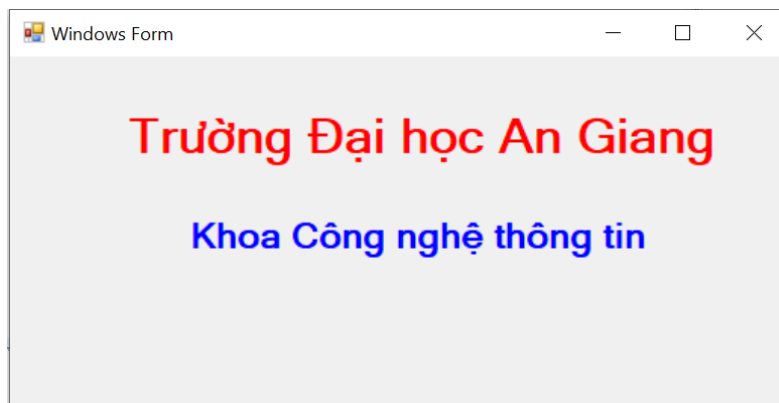 Windows Form
Trường Đại học An Giang
Khoa Công nghệ thông tin